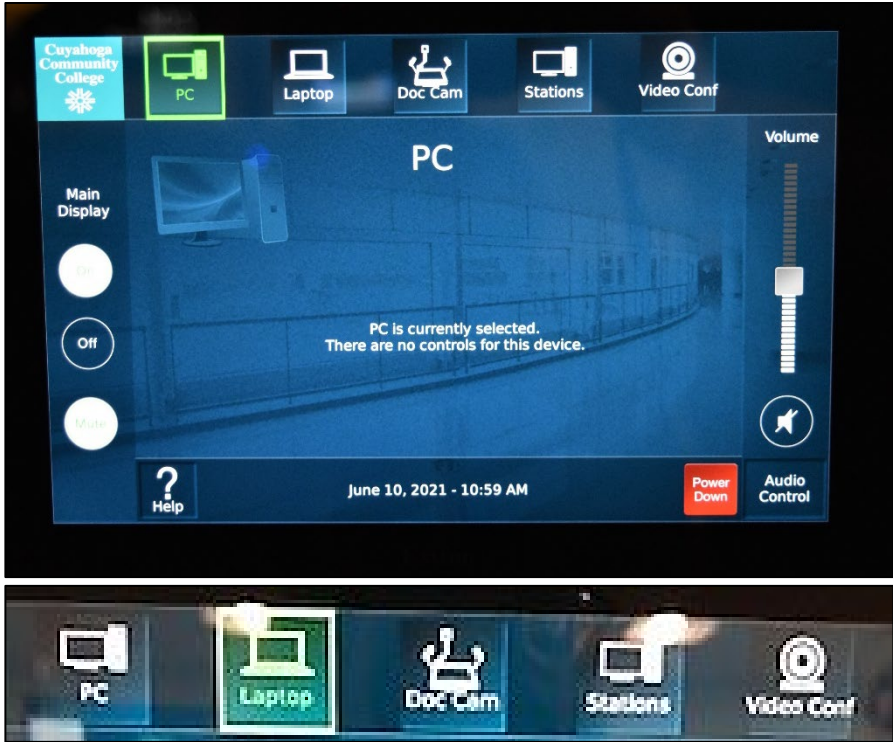 Cuyahoga
Community
College
PC
Laptop
Doc Cam
Stations
Video Conf
PC
Volume
Main
Display
On
Off
Mute
PC is currently selected.
There are no controls for this device.
?
Help
June 10, 2021 - 10:59 AM
Power
Down
Audio
Control
PC
Laptop
Doc Cam
Stations
Video Conf